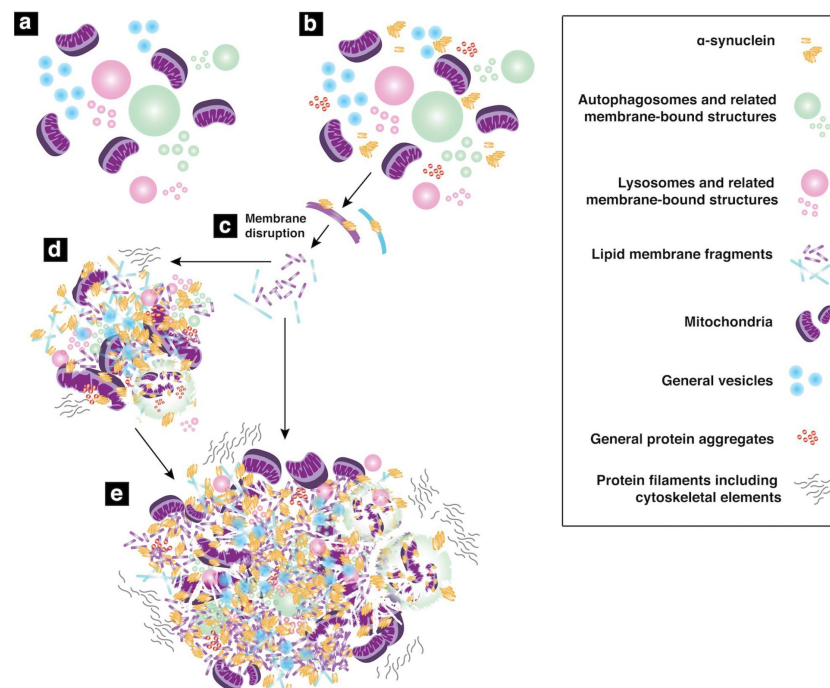 a
b
c
Membrane
disruption
d
e
α-synuclein
Autophagosomes and related
membrane-bound structures
Lysosomes and related
membrane-bound structures
Lipid membrane fragments
Mitochondria
General vesicles
General protein aggregates
Protein filaments including
cytoskeletal elements